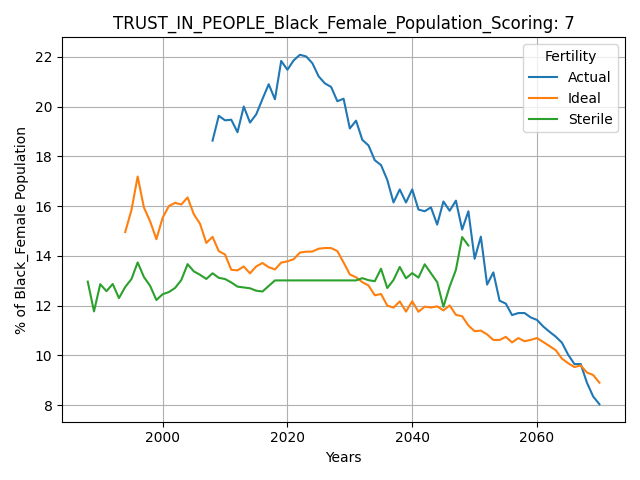 TRUST_IN_PEOPLE_Black_Female_Population_Scoring: 7
% of Black_Female Population
22
20
18
16
14
12
10
8
Fertility
Actual
Ideal
Sterile
2000
2020
2040
2060
Years